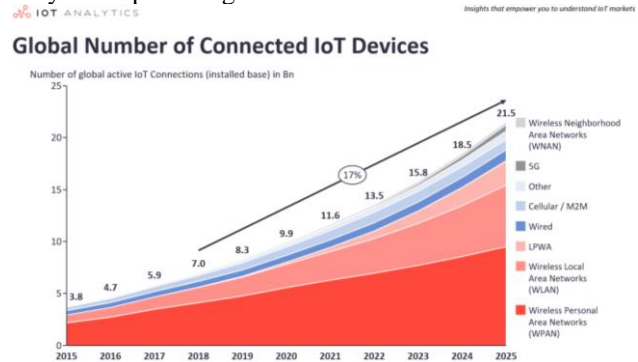 IOT ANALYTICS
Insights that empower you to understand IoT markets
Global Number of Connected IoT Devices
Number of global active IoT Connections (installed base) in Bn
25
20
15
10
5
0
3.8
4.7
5.9
7.0
8.3
9.9
11.6
13.5
15.8
18.5
21.5
17%
2015 2016 2017 2018 2019 2020 2021 2022 2023 2024 2025
Wireless Neighborhood
Area Networks
(WNAN)
5G
Other
Cellular / M2M
Wired
LPWA
Wireless Local
Area Networks
(WLAN)
Wireless Personal
Area Networks
(WPAN)